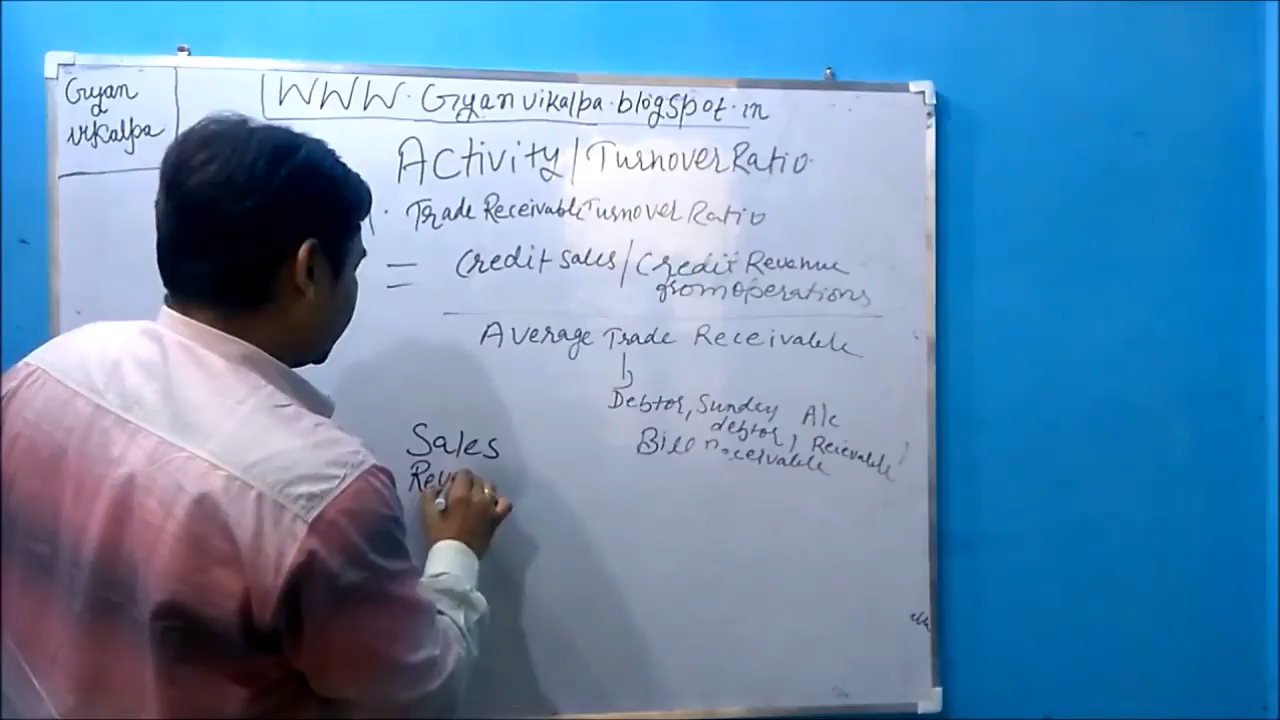 Gyan
vikalpa
WWW.Gyanvikalpa.blogspot.in
Activity/Turnover Ratio
Trade Receivable Turnover Ratio
= Credit sales/Credit Revenue
from operations
Average Trade Receivable
Debtor, Sundry A/c
debtor, Receivable
Bill
Sales
Rev